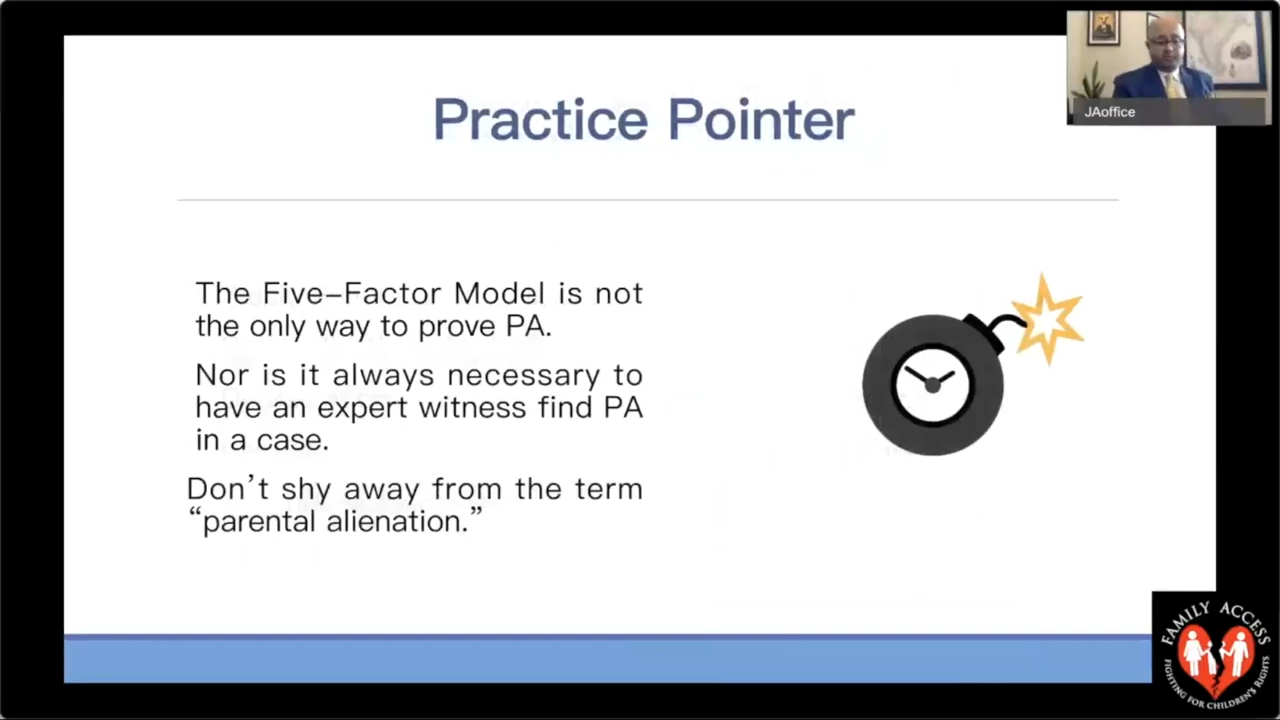 Practice Pointer
JAoffice
The Five-Factor Model is not
the only way to prove PA.
Nor is it always necessary to
have an expert witness find PA
in a case.
Don't shy away from the term
“parental alienation.”
FAMILY ACCESS
FIGHTING FOR CHILDREN'S RIGHTS